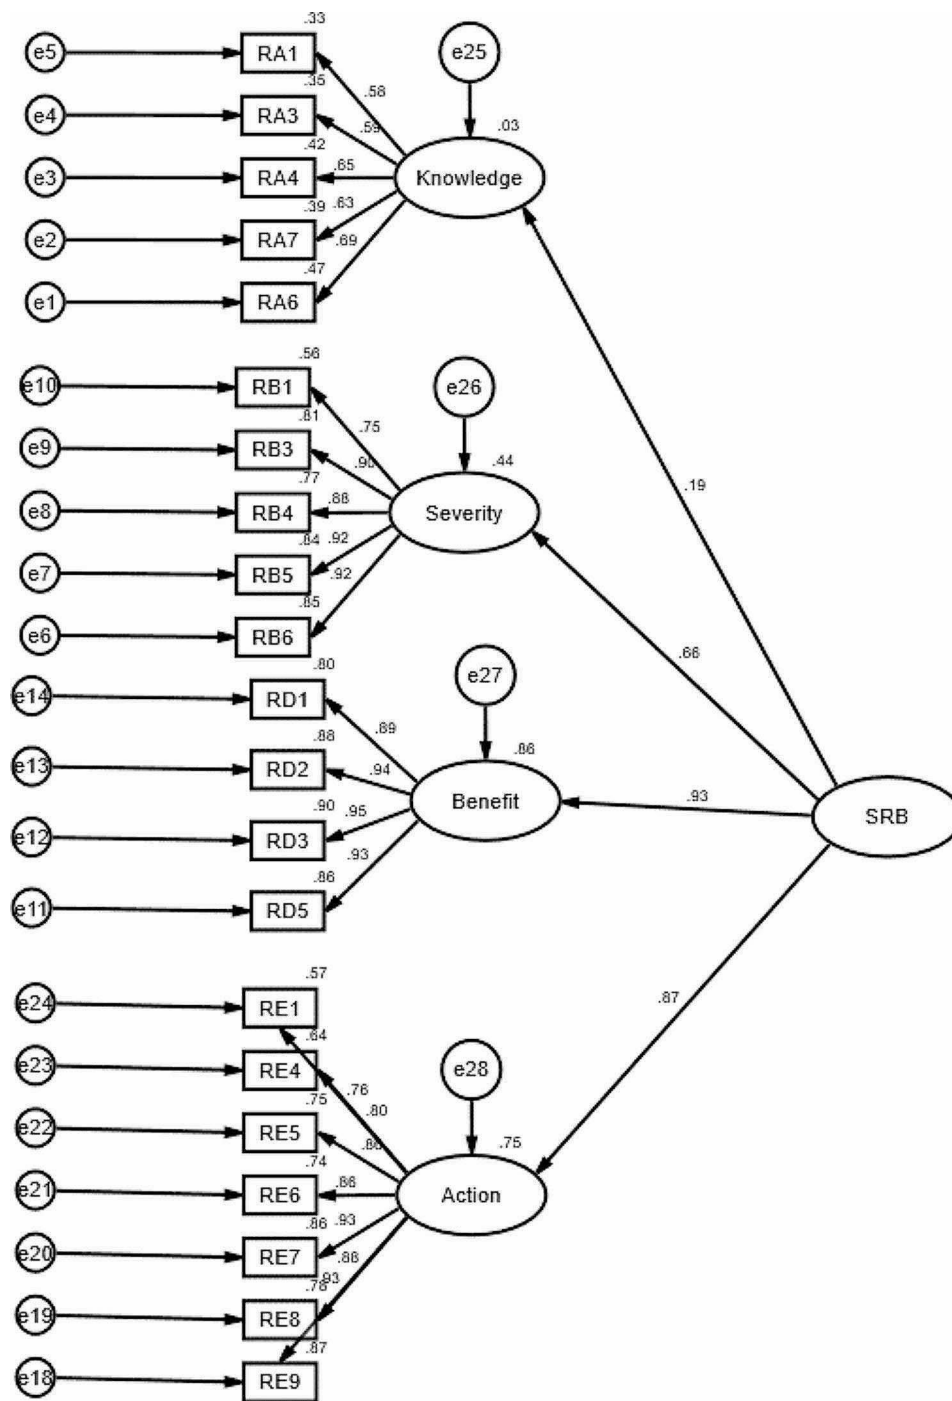 .33
e5 RA1 e25
.35 .58
e4 RA3 .59 .03
.42
e3 RA4 .65 Knowledge
.39 .63
e2 RA7 .69
.47
e1 RA6
.56
e10 RB1 e26
.81 .75
e9 RB3 .90 .44
.77
e8 RB4 .88 Severity .19
.84 .92
e7 RB5 .92
.85
e6 RB6 .66
.80
e14 RD1 e27
.88 .89 .86
e13 RD2 .94
.90 .95 Benefit .93 SRB
e12 RD3 .93
.86
e11 RD5
.57
e24 RE1 .87
.64
e23 RE4 .76 e28
.75 .80
e22 RE5 .86 .75
.74
e21 RE6 .86 Action
.86 .93
e20 RE7 .88
.78 .93
e19 RE8
.87
e18 RE9